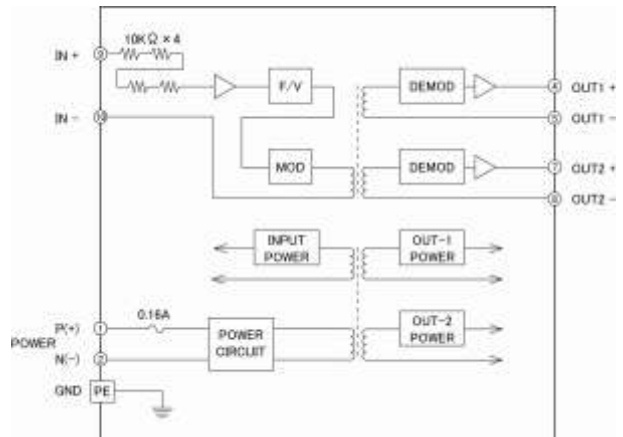 10KΩ×4
IN +
9
F/V
DEMOD
4
OUT1 +
5
OUT1 −
IN −
10
MOD
DEMOD
7
OUT2 +
8
OUT2 −
INPUT
POWER
OUT-1
POWER
0.16A
P(+)
1
POWER
CIRCUIT
OUT-2
POWER
POWER
N(−)
2
GND
PE